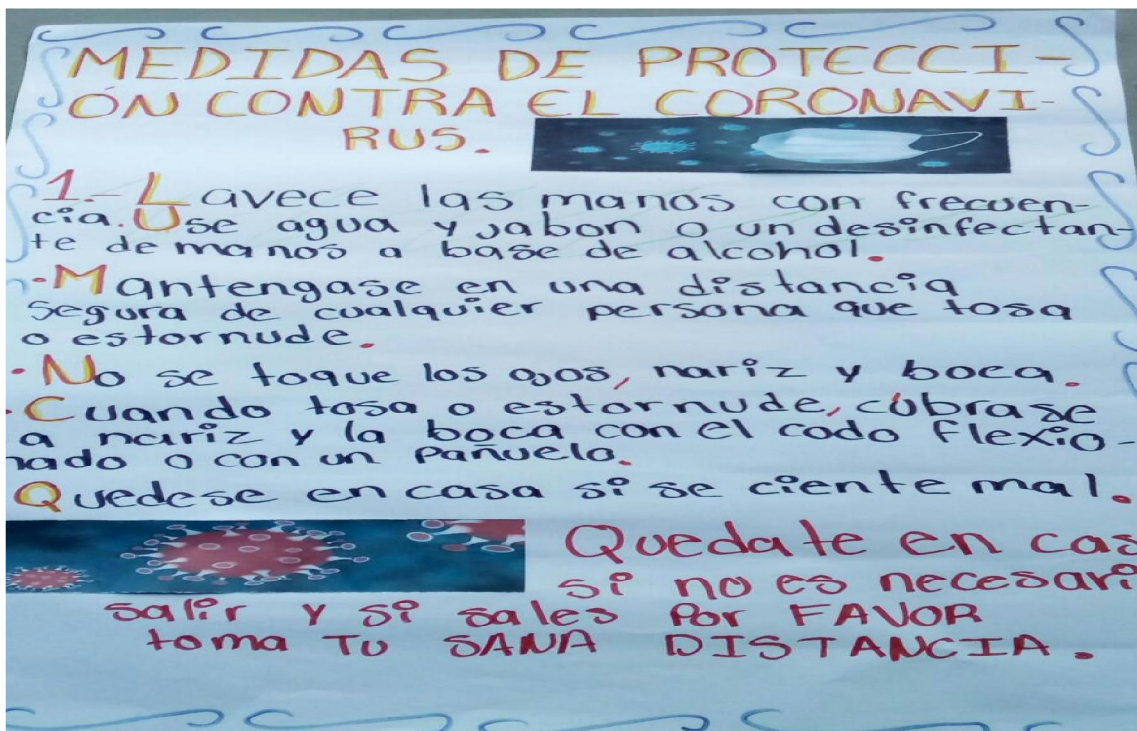 MEDIDAS DE PROTECCI-
ÓN CONTRA EL CORONAVI-
RUS.
1.- Lavece las manos con frecuen-
cia. Use agua y jabon o un desinfectan-
te de manos a base de alcohol.
• Mantengase en una distancia
segura de cualquier persona que tosa
o estornude.
• No se toque los ojos, nariz y boca.
• Cuando tosa o estornude, cúbrase
a nariz y la boca con el codo flexio-
nado o con un pañuelo.
Quedese en casa si se ciente mal.
Quedate en cas
si no es necesari
salir y si sales Por FAVOR
toma TU SANA DISTANCIA.